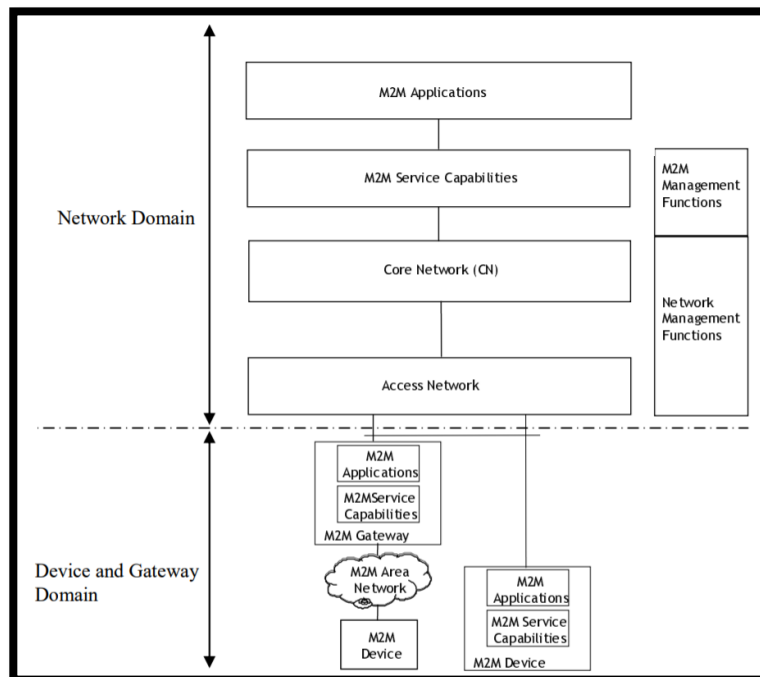 M2M Applications
M2M Service Capabilities
M2M
Management
Functions
Network Domain
Core Network (CN)
Network
Management
Functions
Access Network
M2M
Applications
M2MService
Capabilities
M2M Gateway
Device and Gateway
Domain
M2M Area
Network
M2M
Device
M2M
Applications
M2M Service
Capabilities
M2M Device